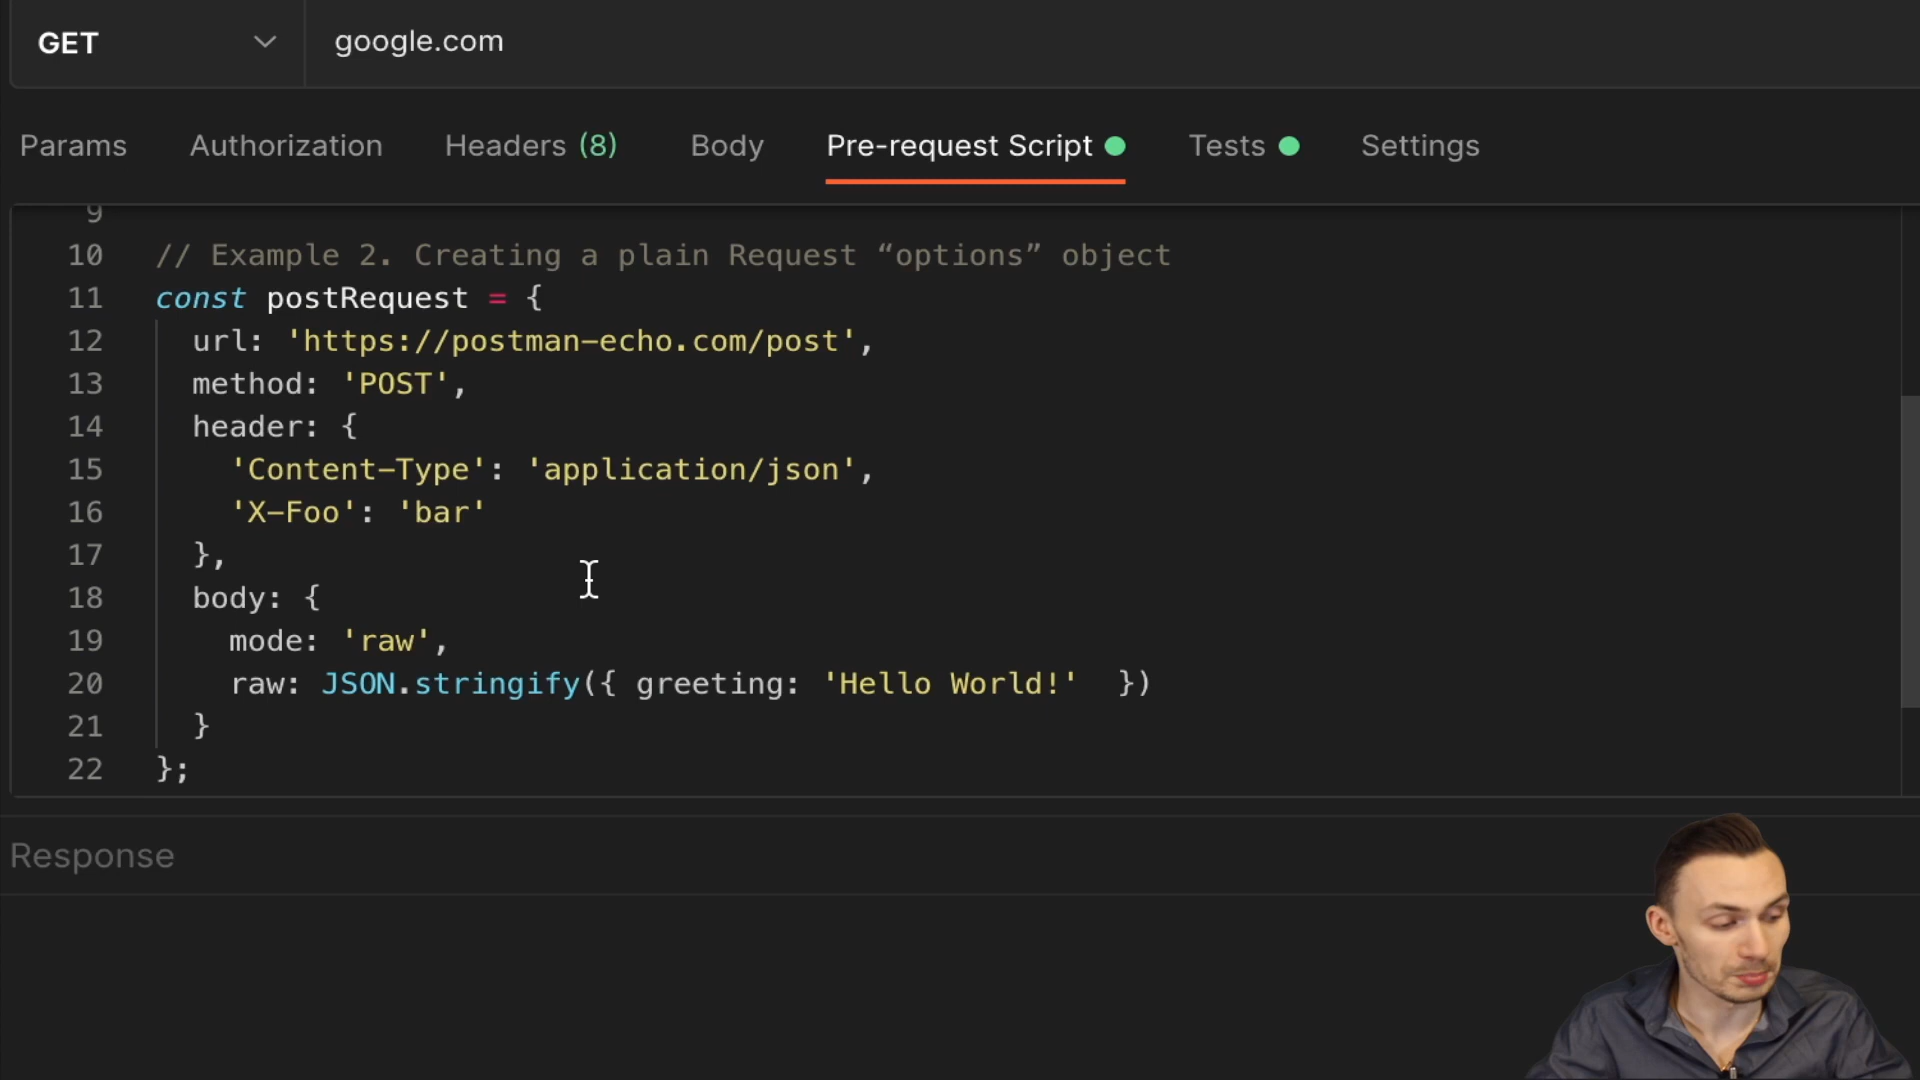 GET google.com
Params Authorization Headers (8) Body Pre-request Script Tests Settings
9
10 // Example 2. Creating a plain Request “options” object
11 const postRequest = {
12 url: 'https://postman-echo.com/post',
13 method: 'POST',
14 header: {
15 'Content-Type': 'application/json',
16 'X-Foo': 'bar'
17 },
18 body: {
19 mode: 'raw',
20 raw: JSON.stringify({ greeting: 'Hello World!' })
21 }
22 };
Response